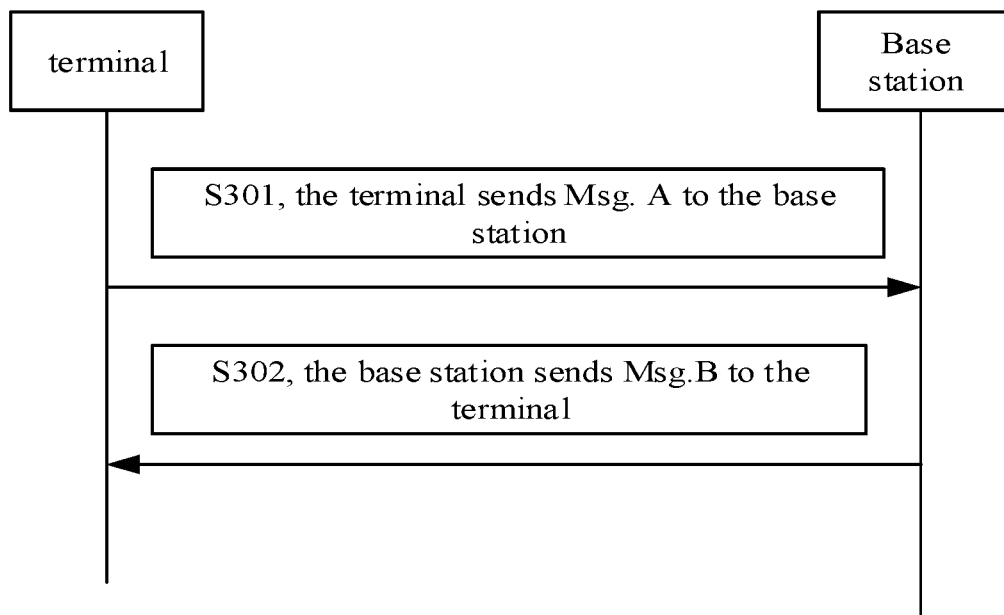 terminal
Base
station
S301, the terminal sends Msg. A to the base
station
S302, the base station sends Msg.B to the
terminal